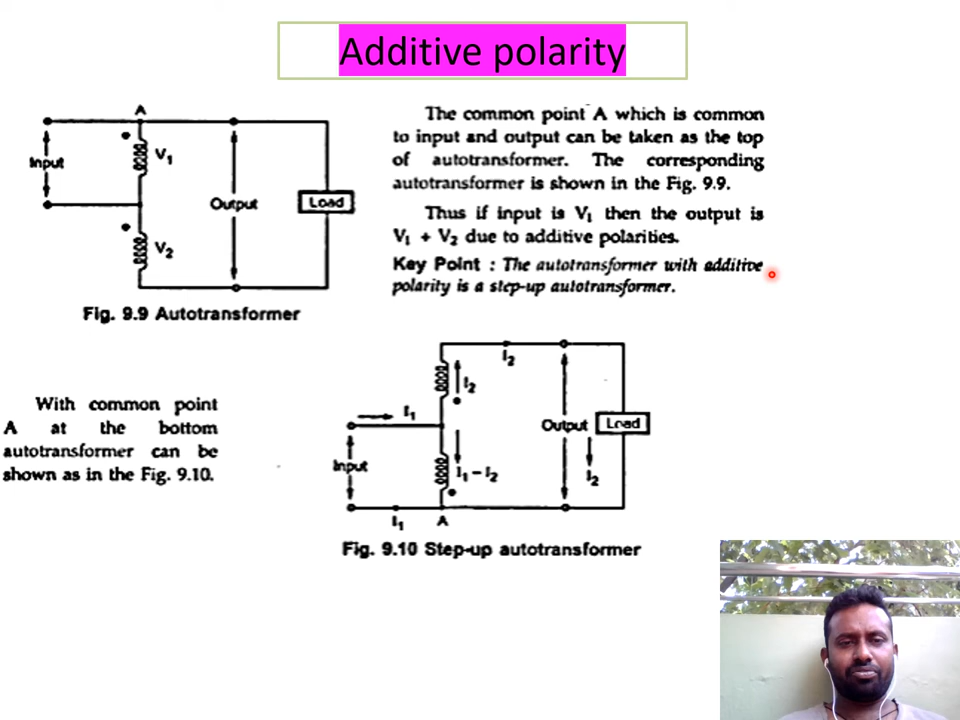 Additive polarity
A
V1
Input
Output
Load
V2
Fig. 9.9 Autotransformer
The common point A which is common
to input and output can be taken as the top
of autotransformer. The corresponding
autotransformer is shown in the Fig. 9.9.
Thus if input is V1 then the output is
V1 + V2 due to additive polarities.
Key Point : The autotransformer with additive
polarity is a step-up autotransformer.
With common point
A at the bottom
autotransformer can be
shown as in the Fig. 9.10.
I2
I2
I1
Output
Load
Input
I1 - I2
I2
I1
A
Fig. 9.10 Step-up autotransformer